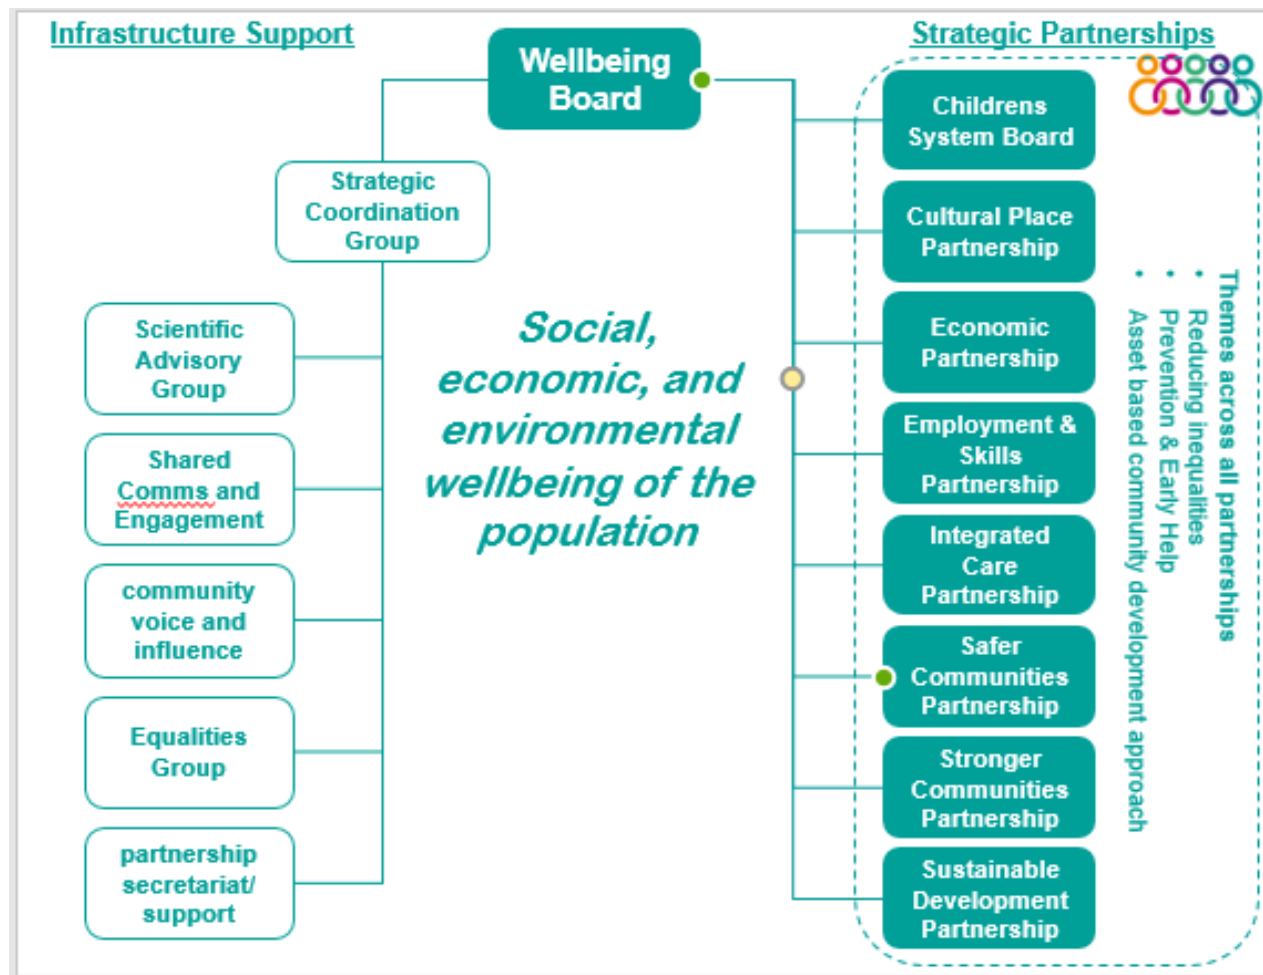 Infrastructure Support
Wellbeing
Board
Strategic Partnerships
Strategic
Coordination
Group
Scientific
Advisory
Group
Shared
Comms and
Engagement
community
voice and
influence
Equalities
Group
partnership
secretariat/
support
Social,
economic, and
environmental
wellbeing of the
population
Childrens
System Board
Cultural Place
Partnership
Economic
Partnership
Employment &
Skills
Partnership
Integrated
Care
Partnership
Safer
Communities
Partnership
Stronger
Communities
Partnership
Sustainable
Development
Partnership
Themes across all partnerships
• Reducing inequalities
• Prevention & Early Help
• Asset based community development approach